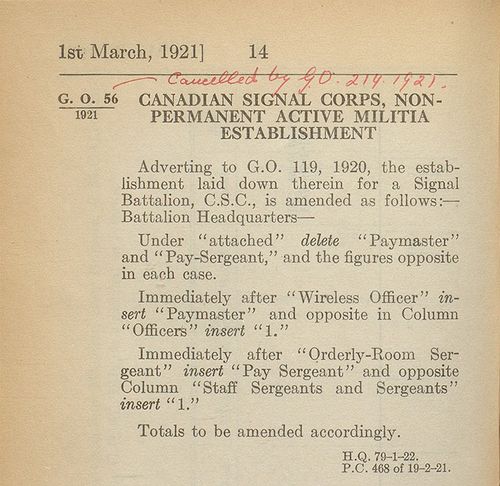 1st March, 1921] 14
Cancelled by G.O. 214. 1921.
G. O. 56
1921
CANADIAN SIGNAL CORPS, NON-
PERMANENT ACTIVE MILITIA
ESTABLISHMENT
Adverting to G.O. 119, 1920, the estab-
lishment laid down therein for a Signal
Battalion, C.S.C., is amended as follows:—
Battalion Headquarters—
Under "attached" delete "Paymaster"
and "Pay-Sergeant," and the figures opposite
in each case.
Immediately after "Wireless Officer" in-
sert "Paymaster" and opposite in Column
"Officers" insert "1."
Immediately after "Orderly-Room Ser-
geant" insert "Pay Sergeant" and opposite
Column "Staff Sergeants and Sergeants"
insert "1."
Totals to be amended accordingly.
H.Q. 79-1-22.
P.C. 468 of 19-2-21.